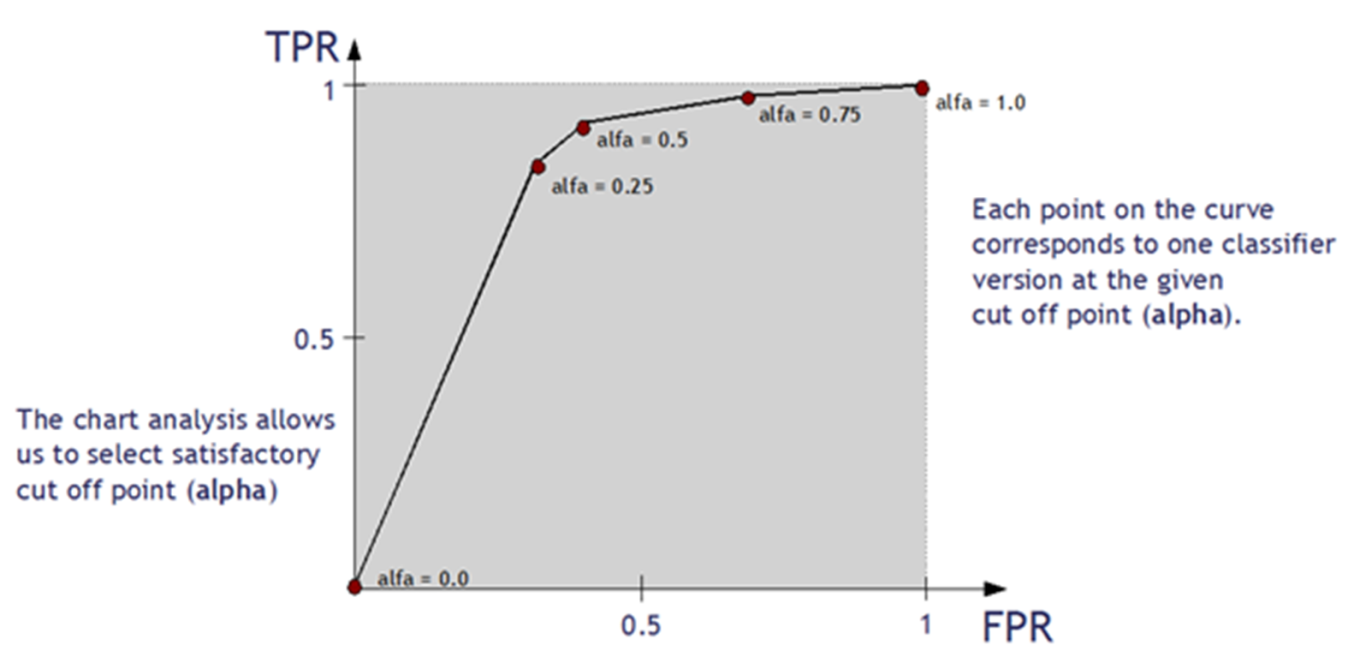 TPR
1
alfa = 1.0
alfa = 0.75
alfa = 0.5
alfa = 0.25
Each point on the curve
corresponds to one classifier
version at the given
cut off point (alpha).
0.5
The chart analysis allows
us to select satisfactory
cut off point (alpha)
alfa = 0.0
0.5
1
FPR